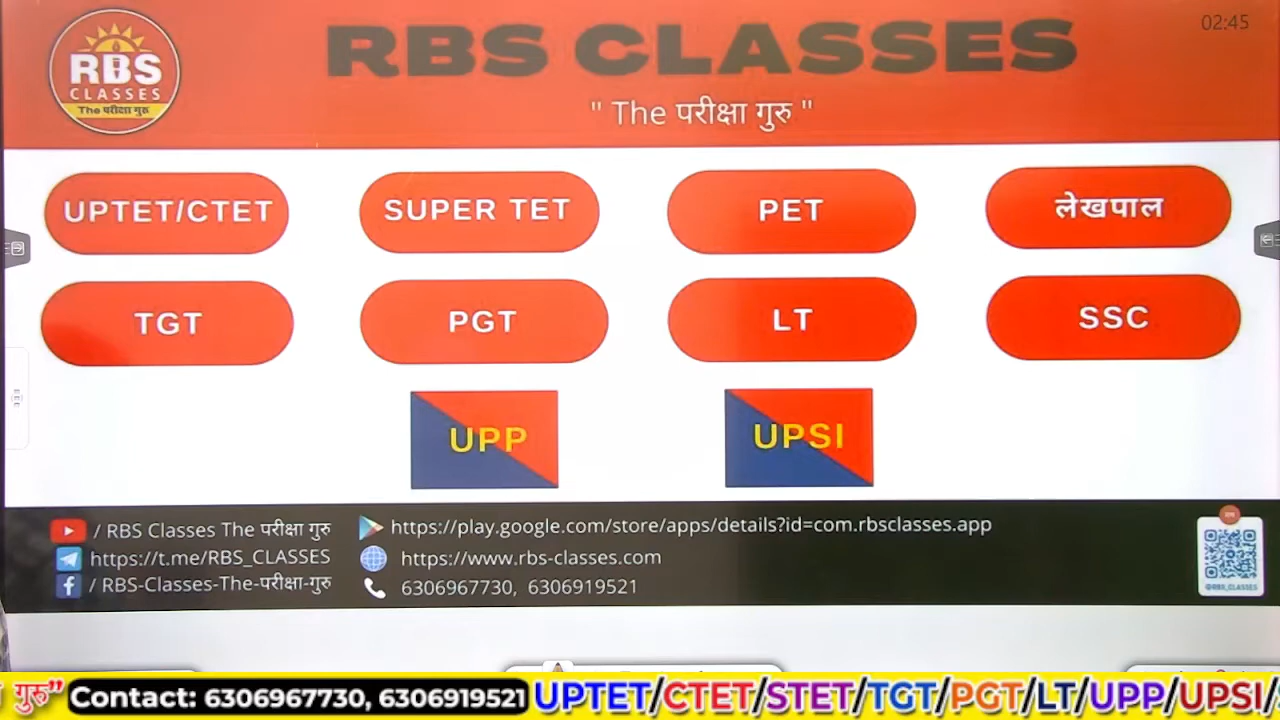 RBS CLASSES
02:45
RBS
CLASSES
The परीक्षा गुरु
" The परीक्षा गुरु "
UPTET/CTET
SUPER TET
PET
लेखपाल
TGT
PGT
LT
SSC
UPP
UPSI
/ RBS Classes The परीक्षा गुरु
https://play.google.com/store/apps/details?id=com.rbsclasses.app
https://t.me/RBS_CLASSES
https://www.rbs-classes.com
/ RBS-Classes-The-परीक्षा-गुरु
6306967730, 6306919521
@RBS_CLASSES
गुरु” Contact: 6306967730, 6306919521 UPTET/CTET/STET/TGT/PGT/LT/UPP/UPSI/